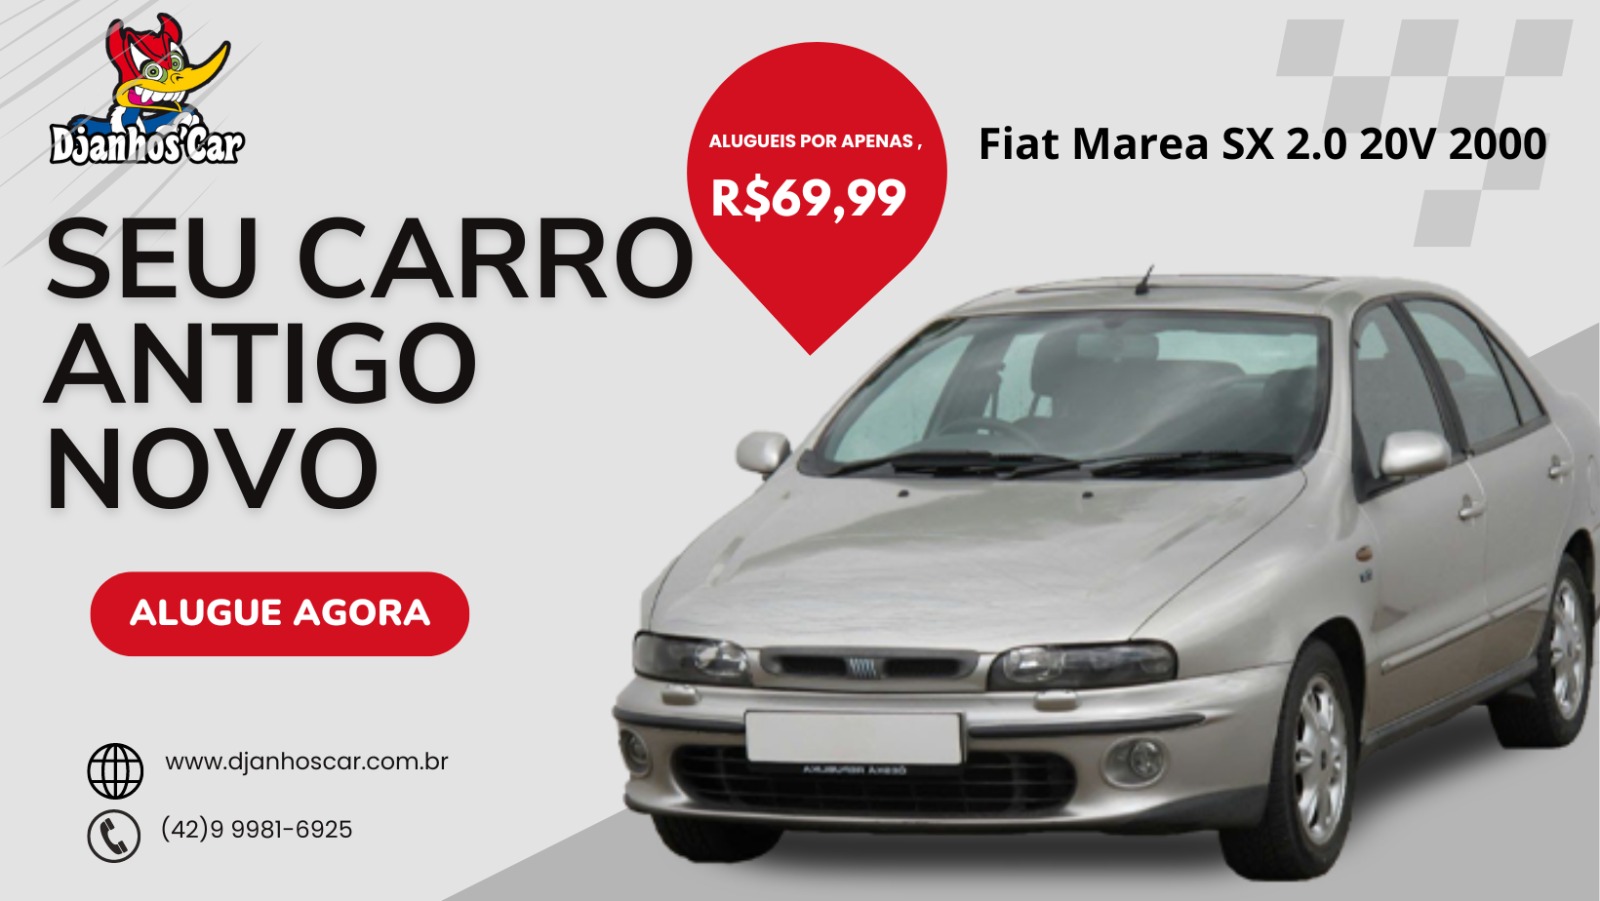 Djanhos'Car
ALUGUEIS POR APENAS ,
R$69,99
Fiat Marea SX 2.0 20V 2000
SEU CARRO
ANTIGO
NOVO
ALUGUE AGORA
www.djanhoscar.com.br
(42)9 9981-6925